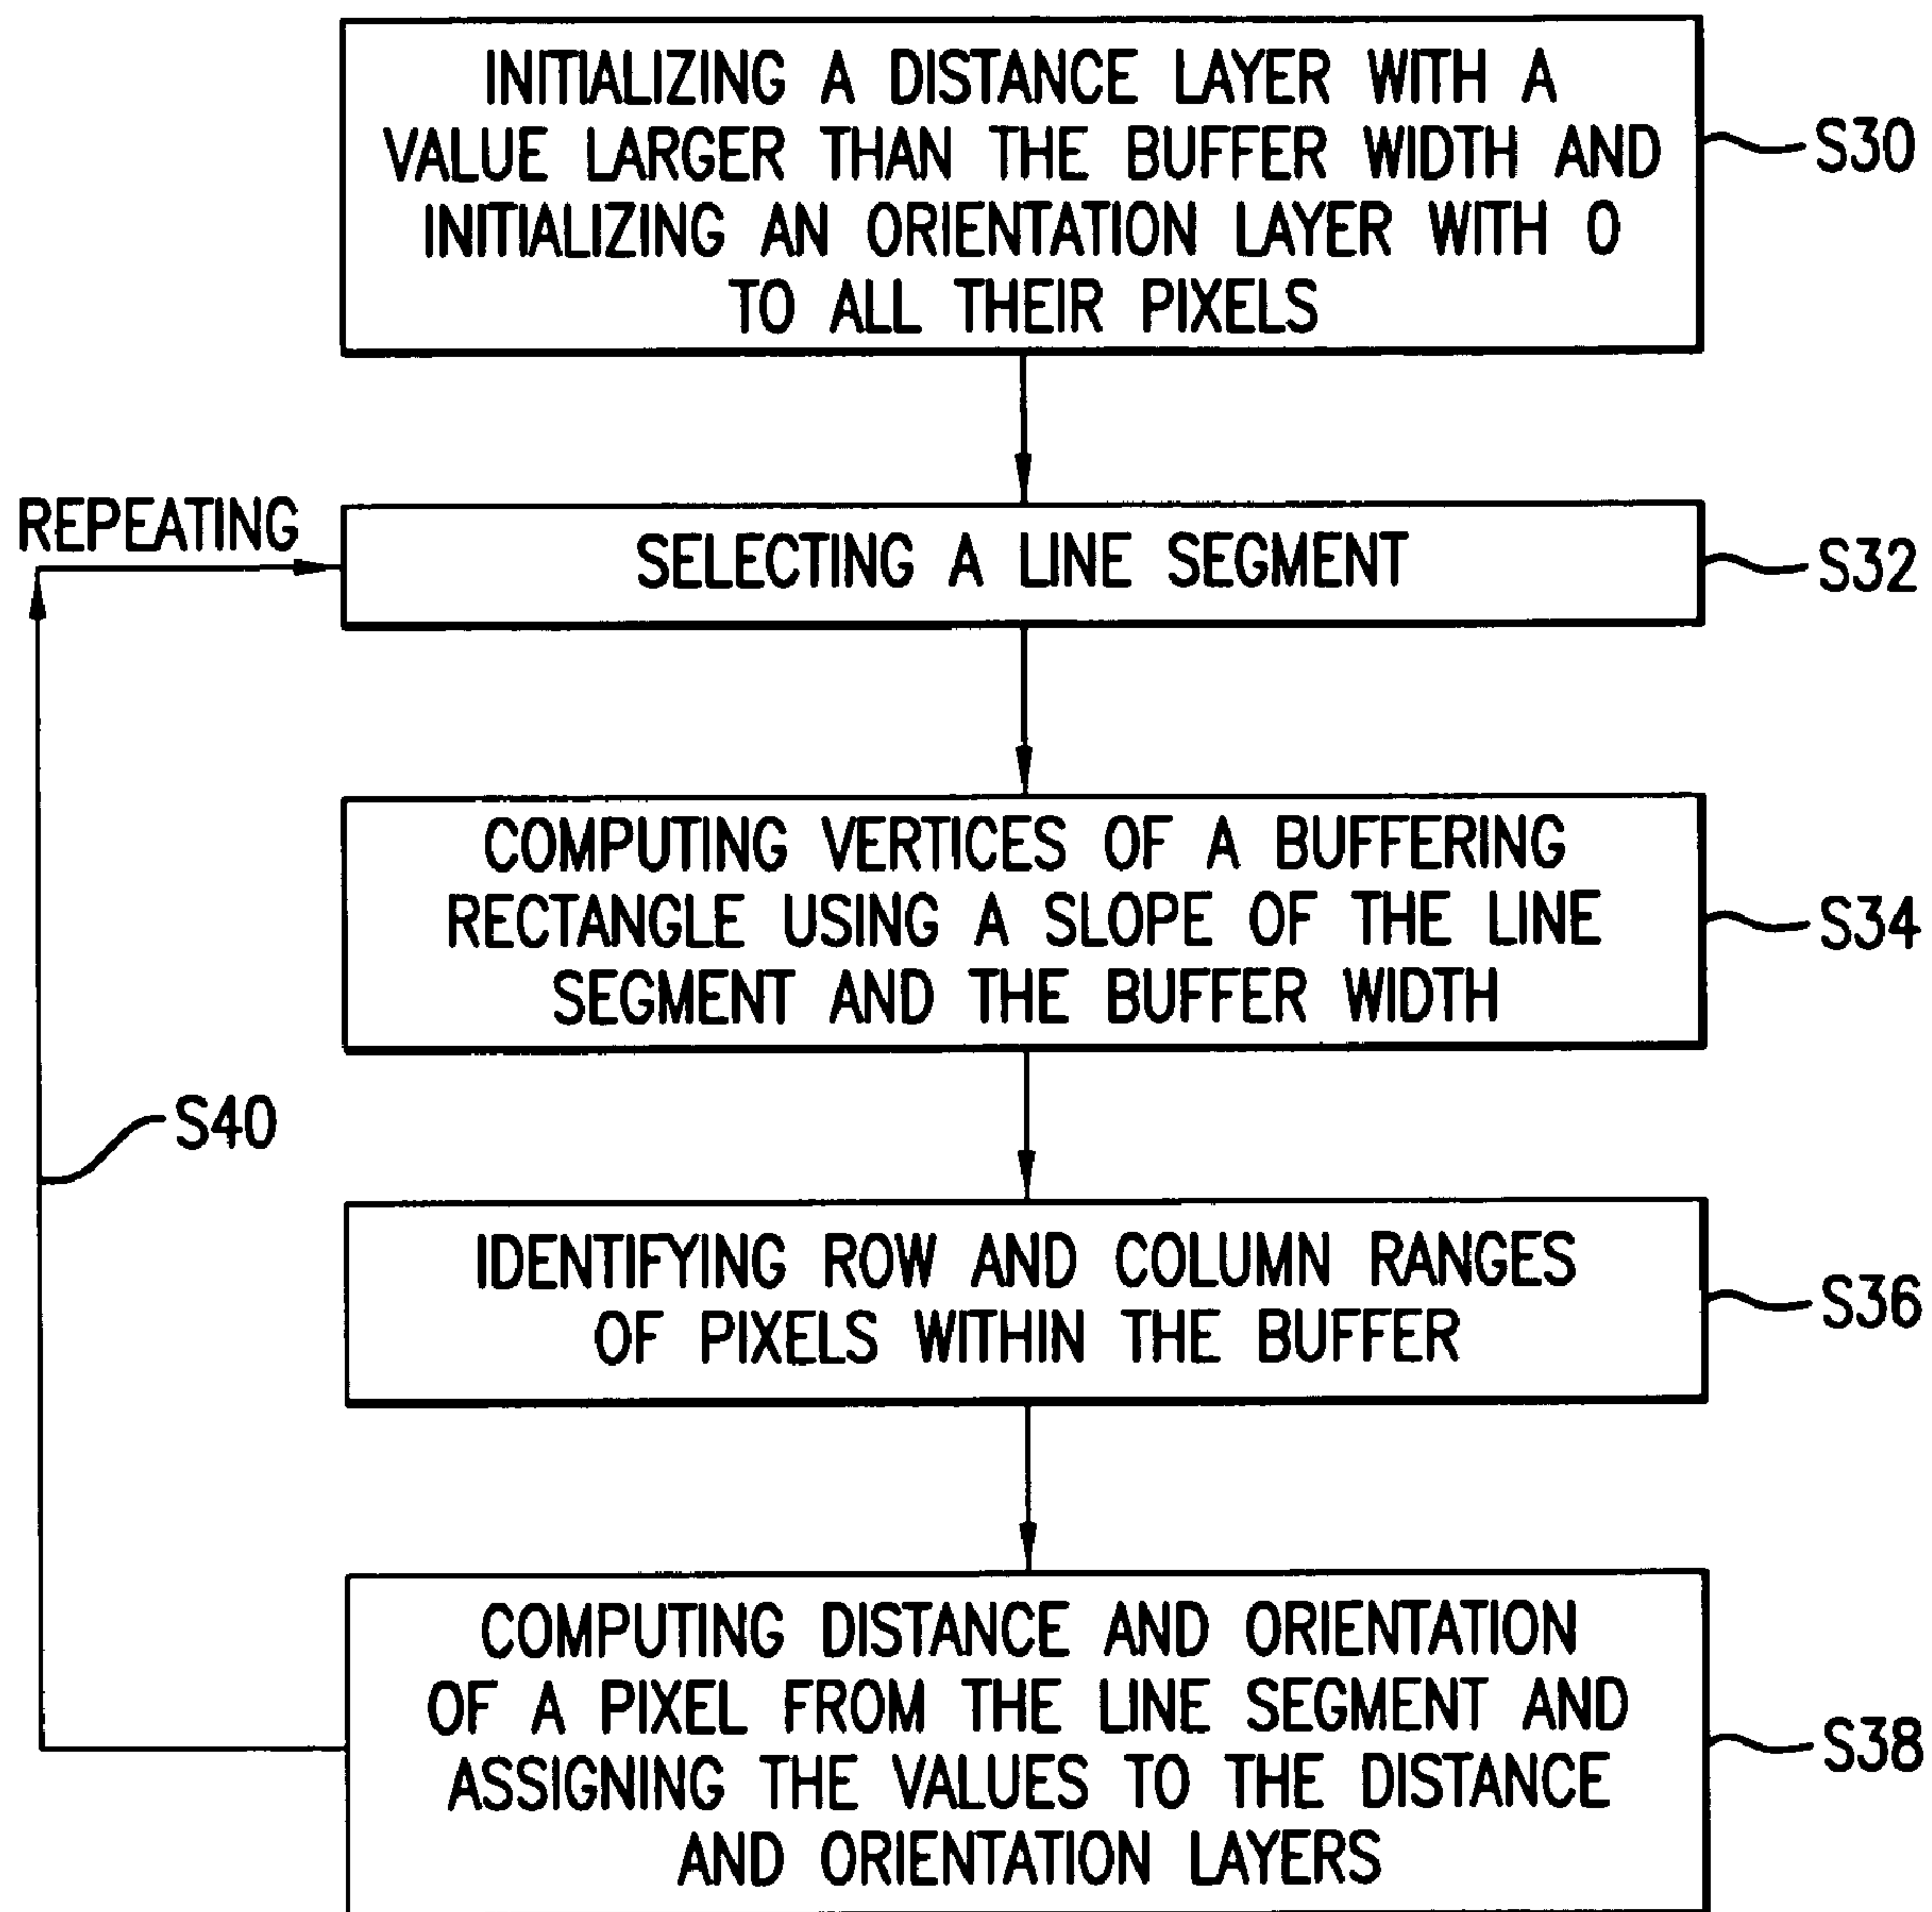 INITIALIZING A DISTANCE LAYER WITH A
VALUE LARGER THAN THE BUFFER WIDTH AND
INITIALIZING AN ORIENTATION LAYER WITH 0
TO ALL THEIR PIXELS
S30
REPEATING
SELECTING A LINE SEGMENT
S32
COMPUTING VERTICES OF A BUFFERING
RECTANGLE USING A SLOPE OF THE LINE
SEGMENT AND THE BUFFER WIDTH
S34
S40
IDENTIFYING ROW AND COLUMN RANGES
OF PIXELS WITHIN THE BUFFER
S36
COMPUTING DISTANCE AND ORIENTATION
OF A PIXEL FROM THE LINE SEGMENT AND
ASSIGNING THE VALUES TO THE DISTANCE
AND ORIENTATION LAYERS
S38